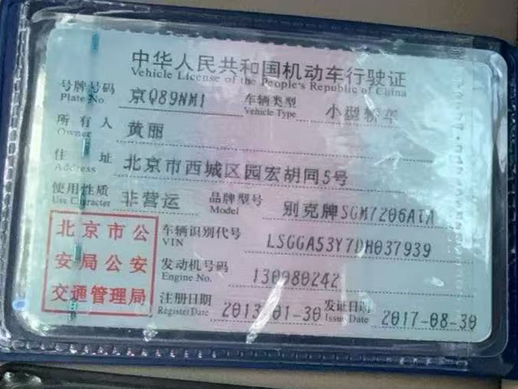 中华人民共和国机动车行驶证
Vehicle License of the People's Republic of China
号牌号码 京Q89NM1 车辆类型 小型轿车
Plate No. Vehicle Type
所有人 黄丽
Owner
住址 北京市西城区园宏胡同5号
Address
使用性质 非营运 品牌型号 别克牌SGM7206ATA
Use Character Model
北京市公安局公安交通管理局
车辆识别代号 LSGGA53Y7DH037939
VIN
发动机号码 130080242
Engine No.
注册日期 2013-01-30 发证日期 2017-08-30
Register Date Issue Date